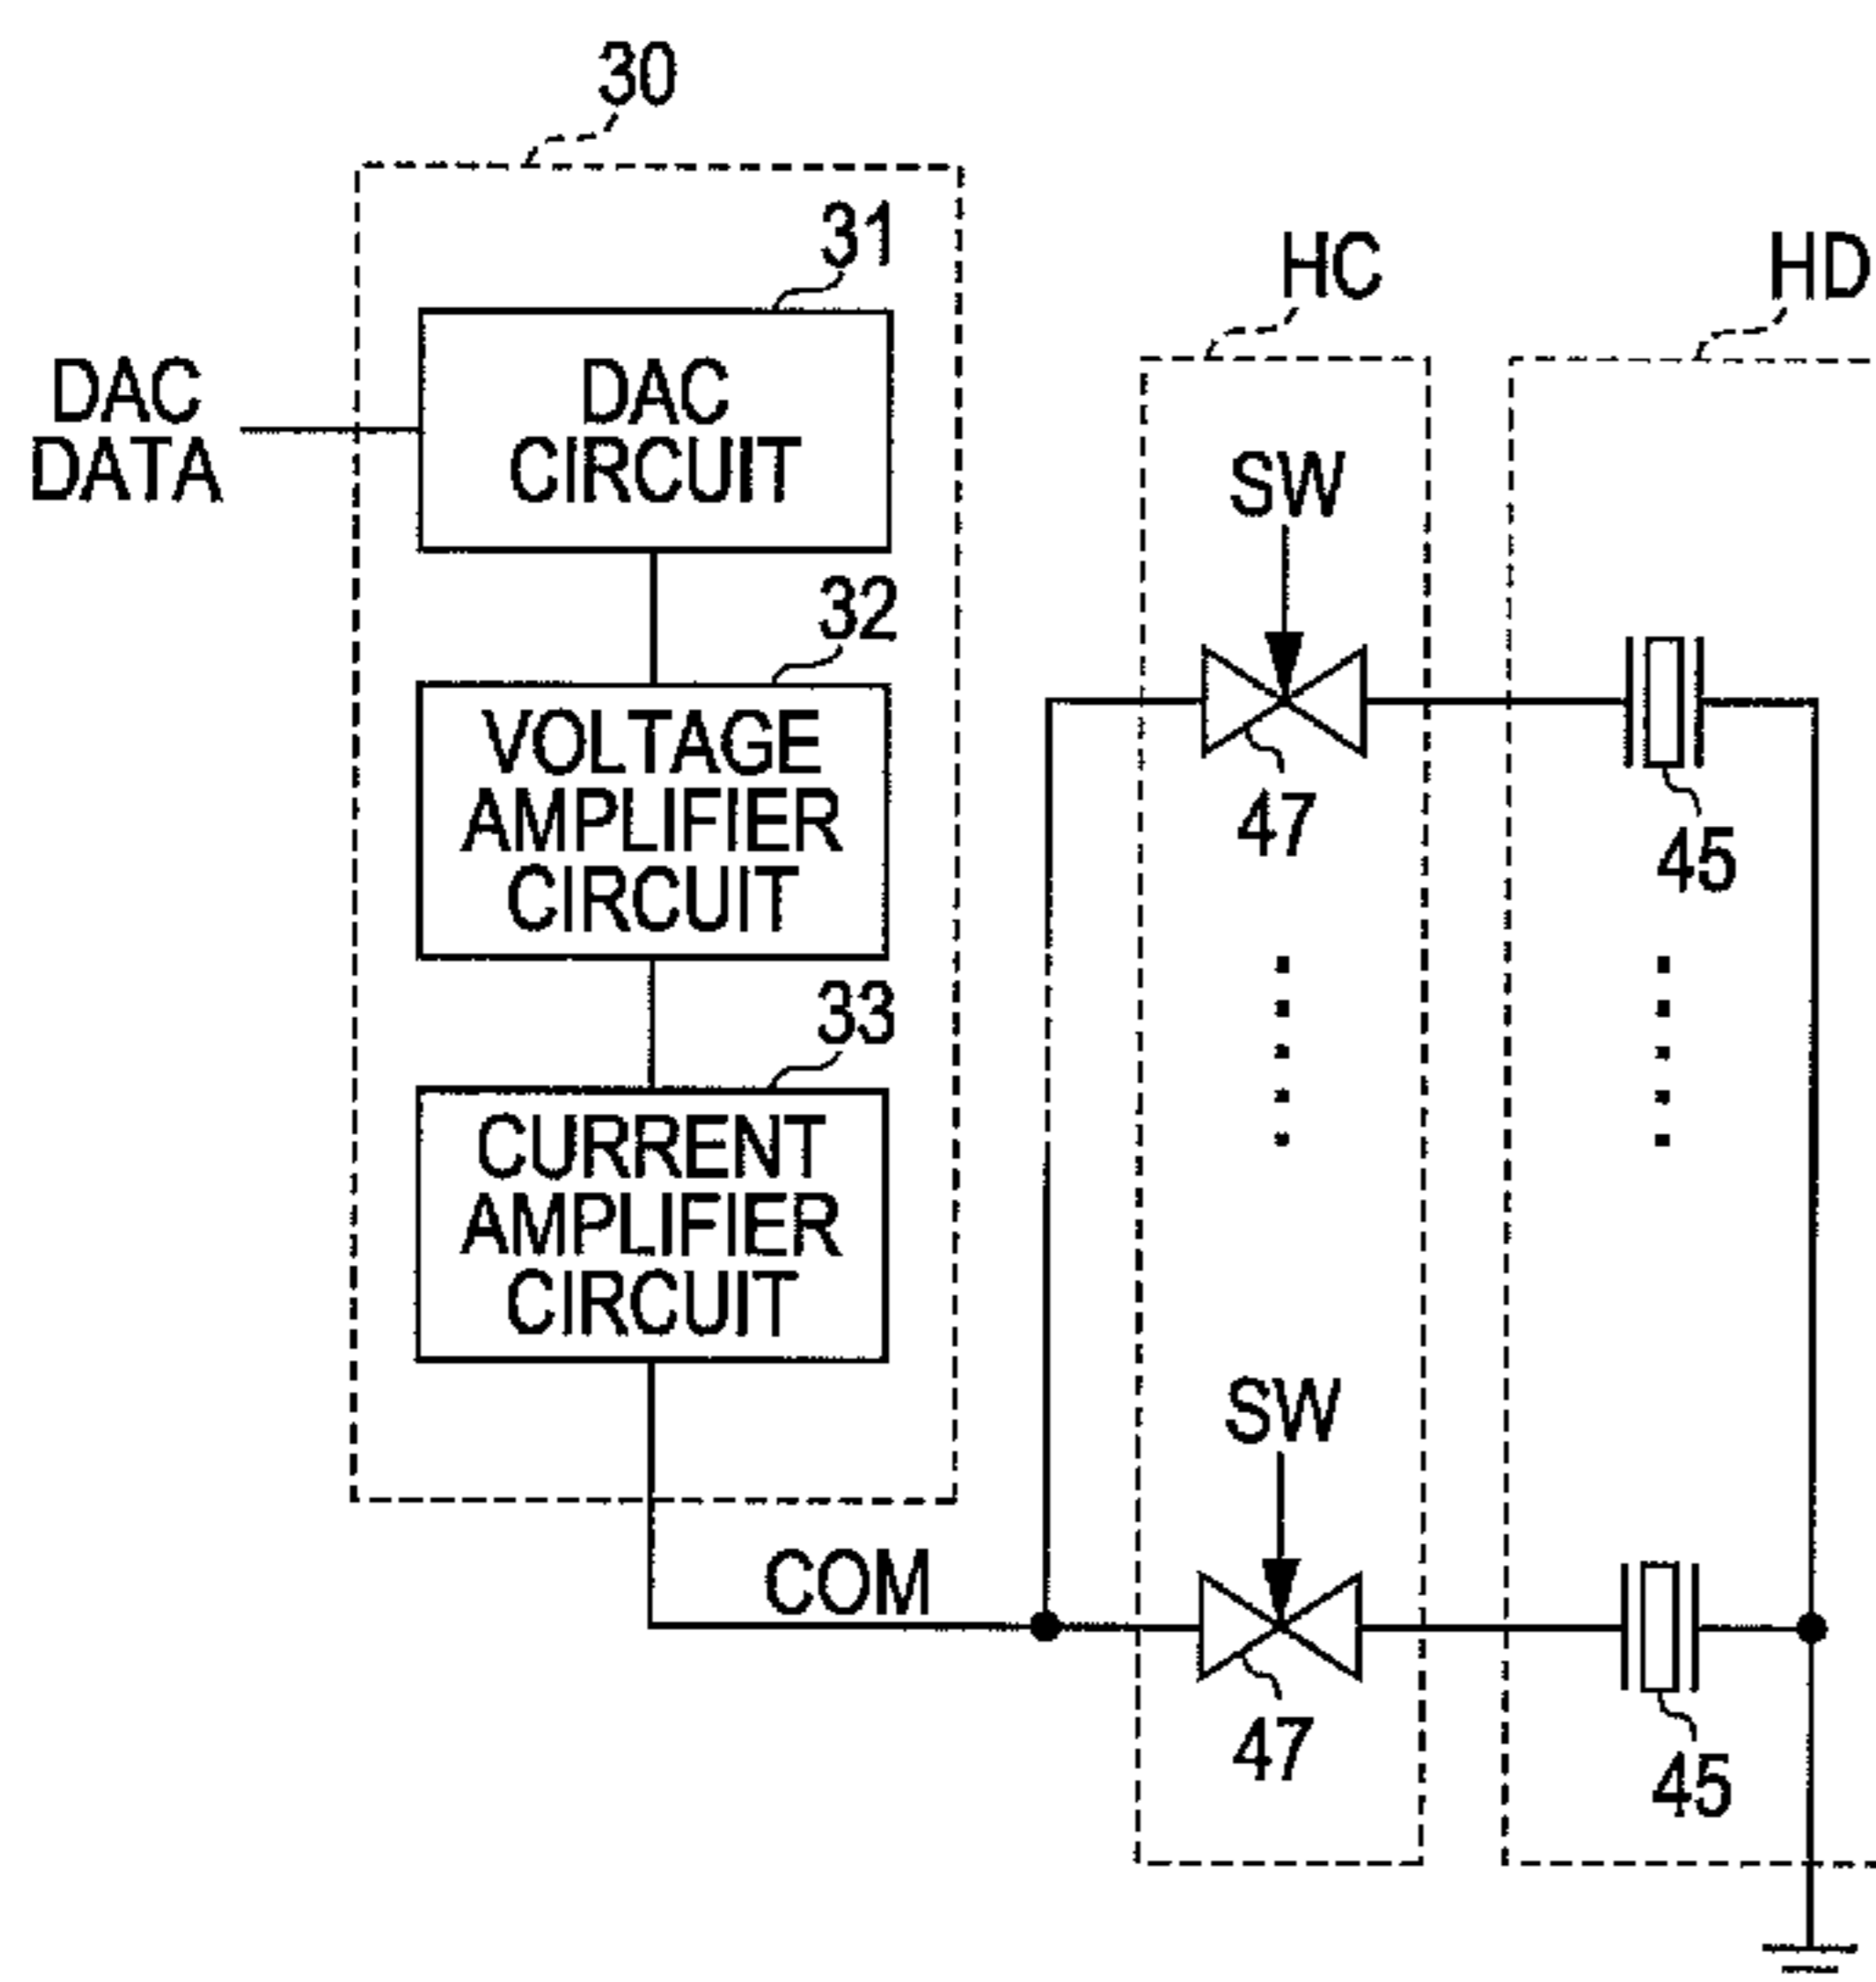 30
31
HC
HD
DAC
DATA
DAC
CIRCUIT
SW
32
VOLTAGE
AMPLIFIER
CIRCUIT
47
45
33
CURRENT
AMPLIFIER
CIRCUIT
SW
COM
47
45